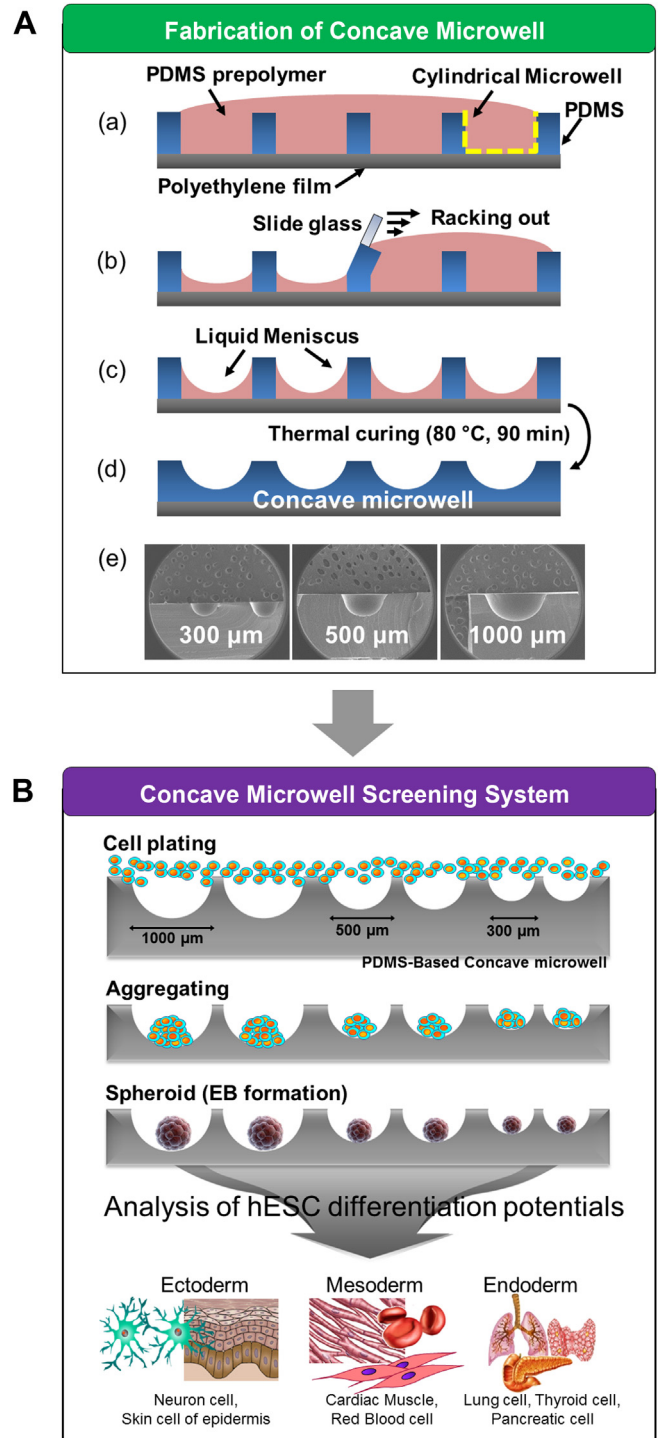 A
Fabrication of Concave Microwell
PDMS prepolymer
Cylindrical Microwell
PDMS
(a)
Polyethylene film
Slide glass
Racking out
(b)
Liquid Meniscus
(c)
Thermal curing (80 °C, 90 min)
(d)
Concave microwell
(e)
300 µm
500 µm
1000 µm
B
Concave Microwell Screening System
Cell plating
1000 µm
500 µm
300 µm
PDMS-Based Concave microwell
Aggregating
Spheroid (EB formation)
Analysis of hESC differentiation potentials
Ectoderm
Mesoderm
Endoderm
Neuron cell,
Skin cell of epidermis
Cardiac Muscle,
Red Blood cell
Lung cell, Thyroid cell,
Pancreatic cell